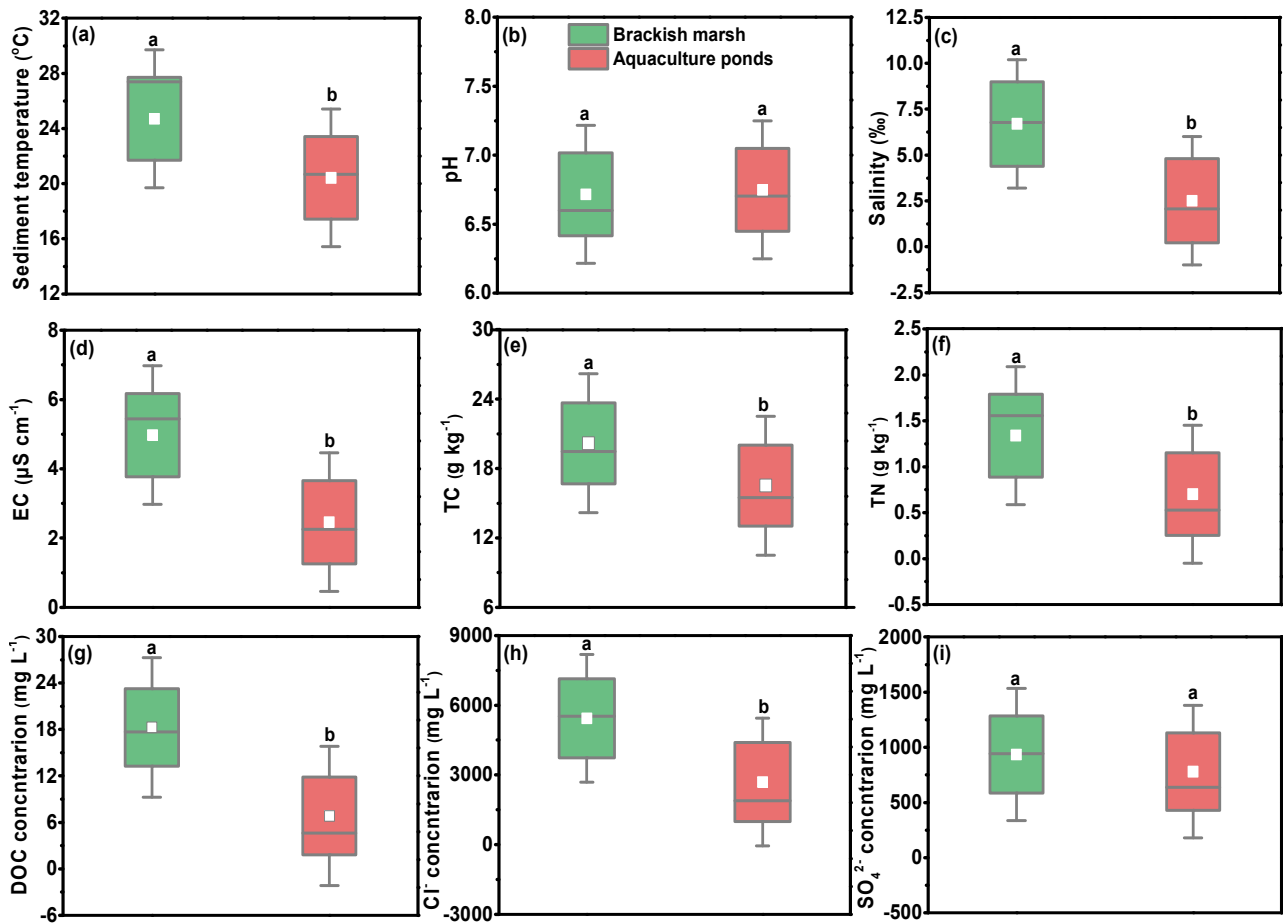 (a)
Sediment temperature (°C)
32
28
24
20
16
12
a
b
(b)
Brackish marsh
Aquaculture ponds
pH
8.0
7.5
7.0
6.5
6.0
a
a
(c)
Salinity (‰)
12.5
10.0
7.5
5.0
2.5
0.0
-2.5
a
b
(d)
EC (μS cm⁻¹)
8
6
4
2
0
a
b
(e)
TC (g kg⁻¹)
30
24
18
12
6
a
b
(f)
TN (g kg⁻¹)
2.5
2.0
1.5
1.0
0.5
0.0
-0.5
a
b
(g)
DOC concntrarion (mg L⁻¹)
30
24
18
12
6
0
-6
a
b
(h)
Cl⁻ concntrarion (mg L⁻¹)
9000
6000
3000
0
-3000
a
b
(i)
SO₄²⁻ concntrarion (mg L⁻¹)
2000
1500
1000
500
0
-500
a
a